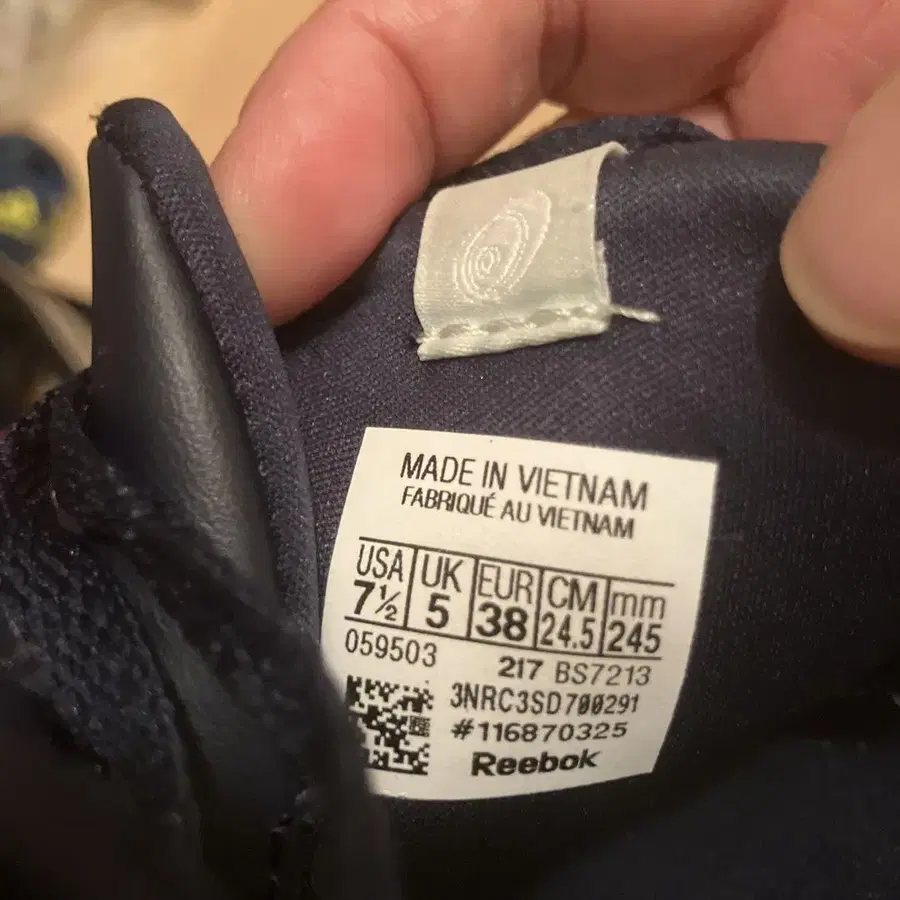 MADE IN VIETNAM
FABRIQUÉ AU VIETNAM
USA UK EUR CM mm
7½ 5 38 24.5 245
059503
217 BS7213
3NRC3SD700291
#116870325
Reebok